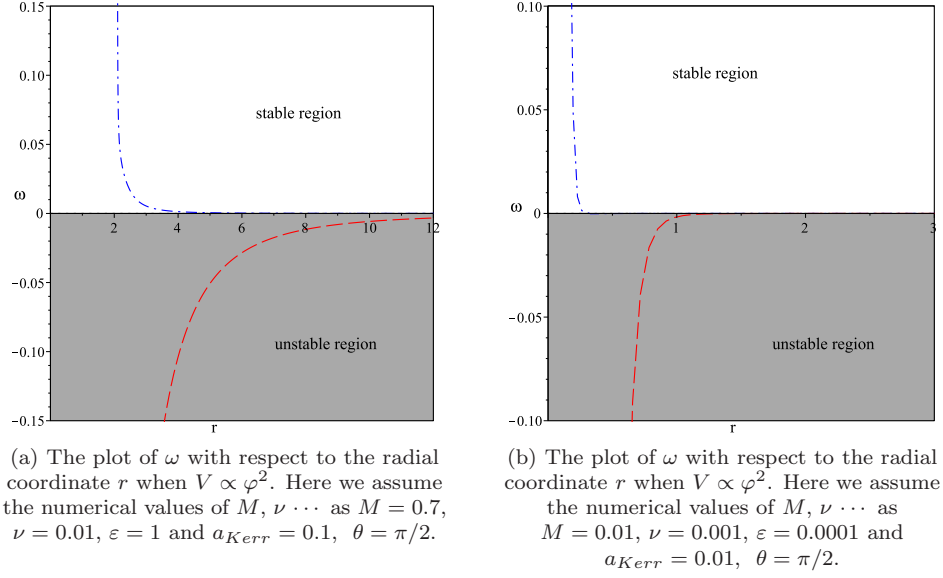 0.15
0.10
0.05
ω
0
2
4
6
8
10
12
−0.05
−0.10
−0.15
r
stable region
unstable region
(a) The plot of ω with respect to the radial
coordinate r when V ∝ φ². Here we assume
the numerical values of M, ν ⋯ as M = 0.7,
ν = 0.01, ε = 1 and a_{Kerr} = 0.1, θ = π/2.
0.10
0.05
ω
0
1
2
3
−0.05
−0.10
r
stable region
unstable region
(b) The plot of ω with respect to the radial
coordinate r when V ∝ φ². Here we assume
the numerical values of M, ν ⋯ as
M = 0.01, ν = 0.001, ε = 0.0001 and
a_{Kerr} = 0.01, θ = π/2.